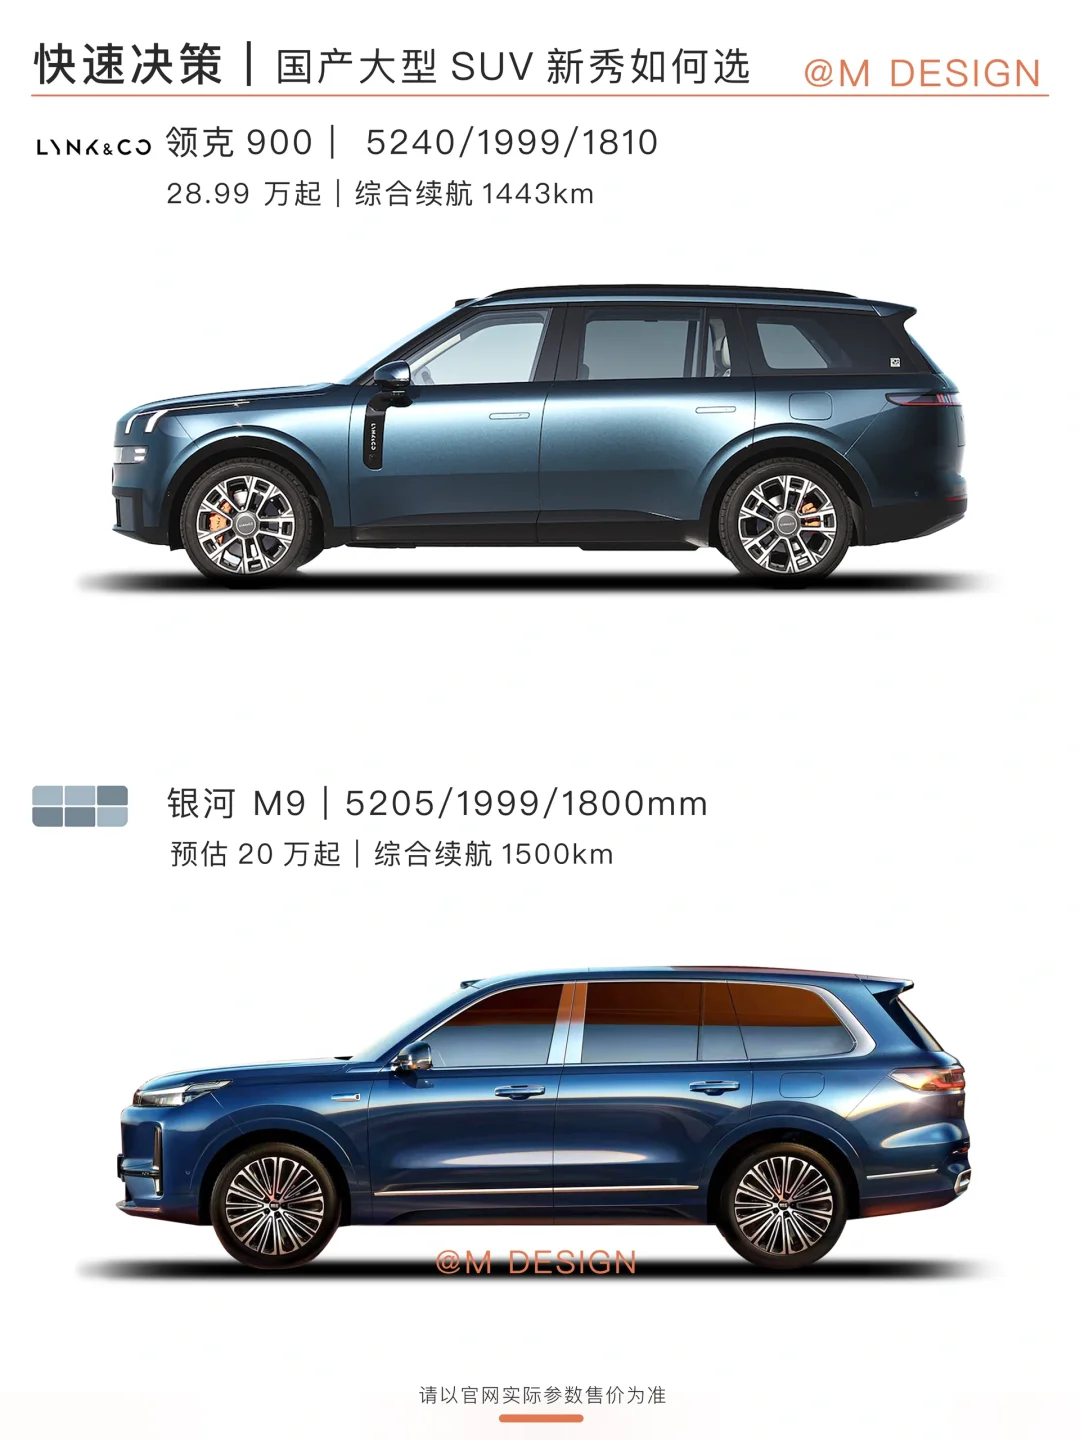 快速决策｜国产大型 SUV 新秀如何选 @M DESIGN
LYNK&CO 领克 900｜ 5240/1999/1810
28.99 万起｜综合续航 1443km
LYNK&CO
银河 M9｜5205/1999/1800mm
预估 20 万起｜综合续航 1500km
@M DESIGN
请以官网实际参数售价为准